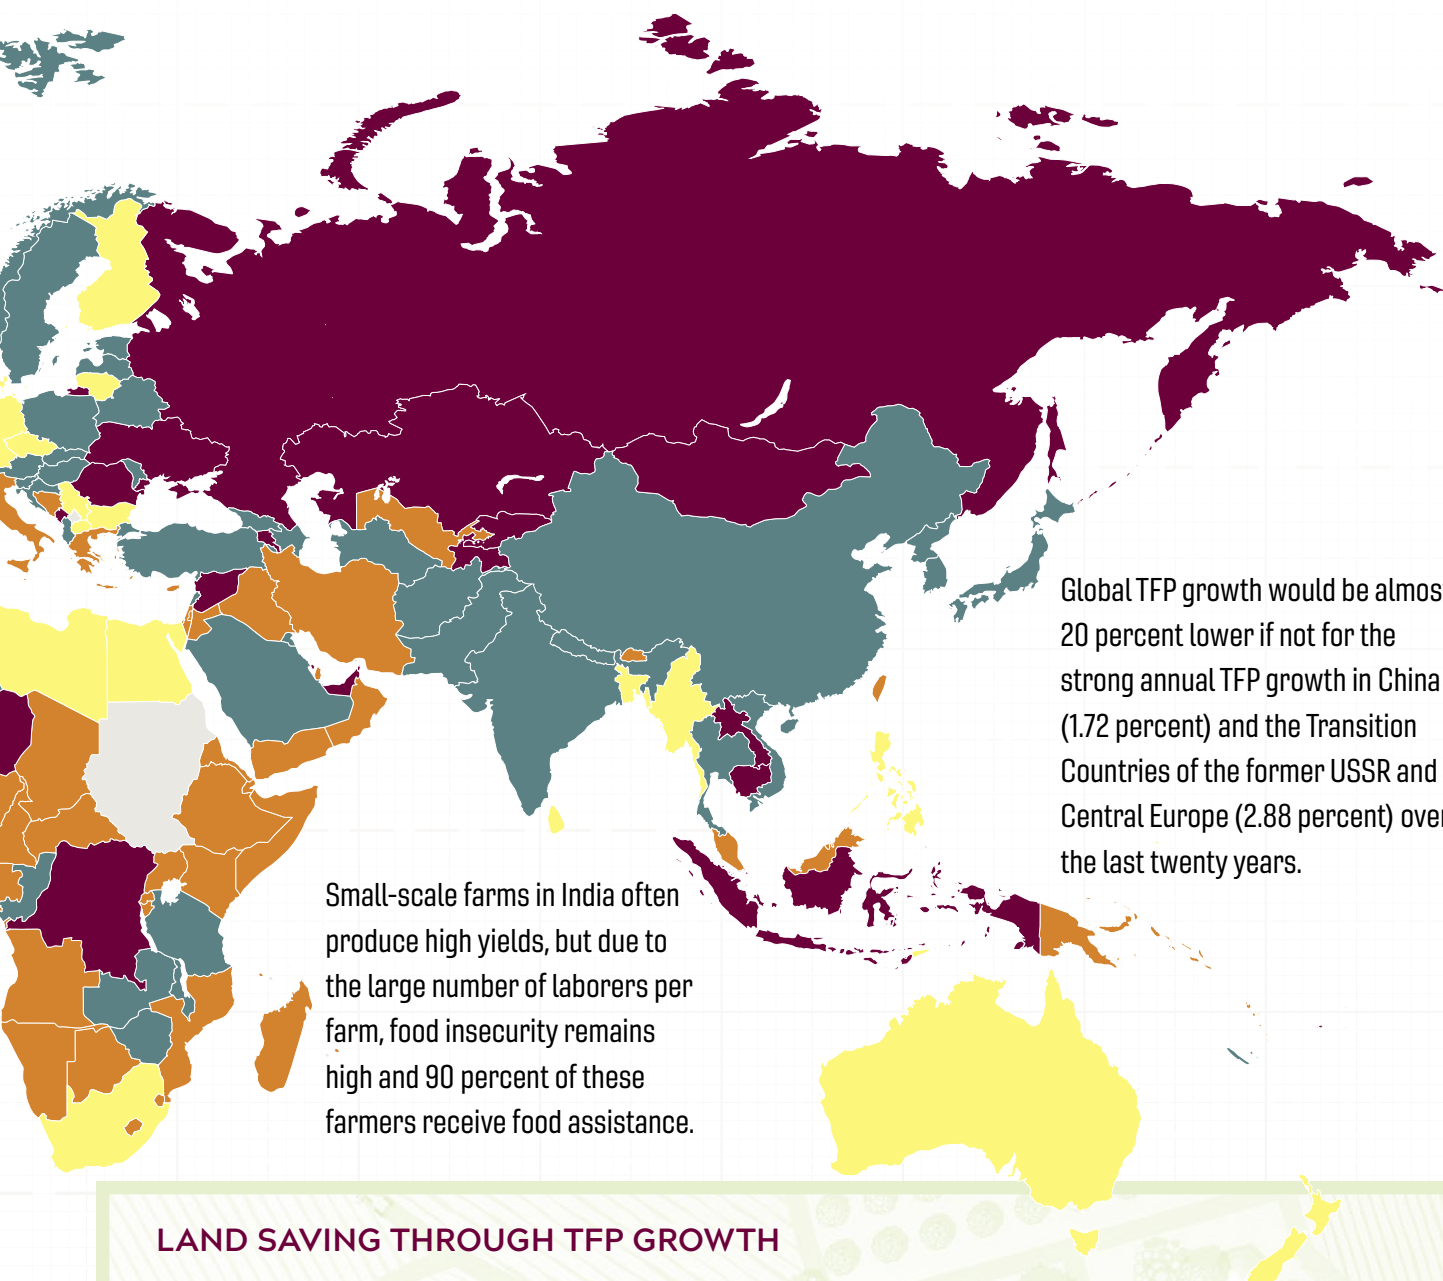 Global TFP growth would be almos
20 percent lower if not for the
strong annual TFP growth in China
(1.72 percent) and the Transition
Countries of the former USSR and
Central Europe (2.88 percent) over
the last twenty years.
Small-scale farms in India often
produce high yields, but due to
the large number of laborers per
farm, food insecurity remains
high and 90 percent of these
farmers receive food assistance.
LAND SAVING THROUGH TFP GROWTH